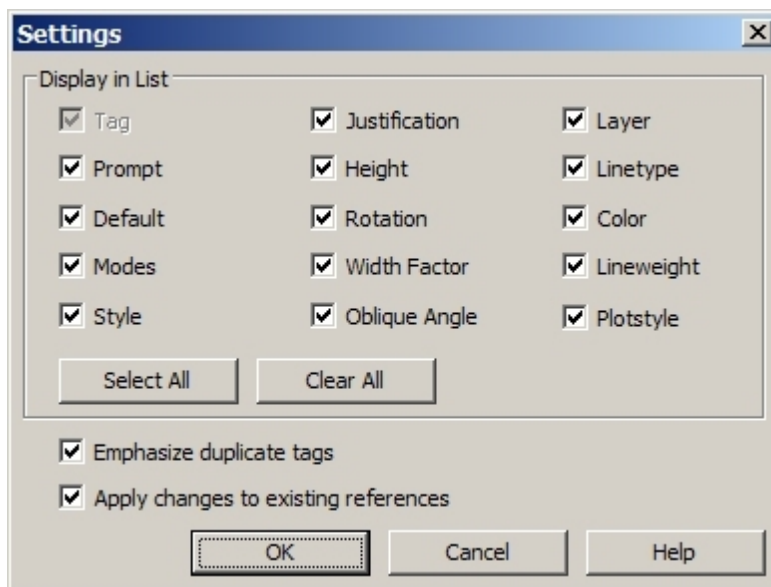 Settings
Display in List
Tag Justification Layer
Prompt Height Linetype
Default Rotation Color
Modes Width Factor Lineweight
Style Oblique Angle Plotstyle
Select All Clear All
Emphasize duplicate tags
Apply changes to existing references
OK Cancel Help